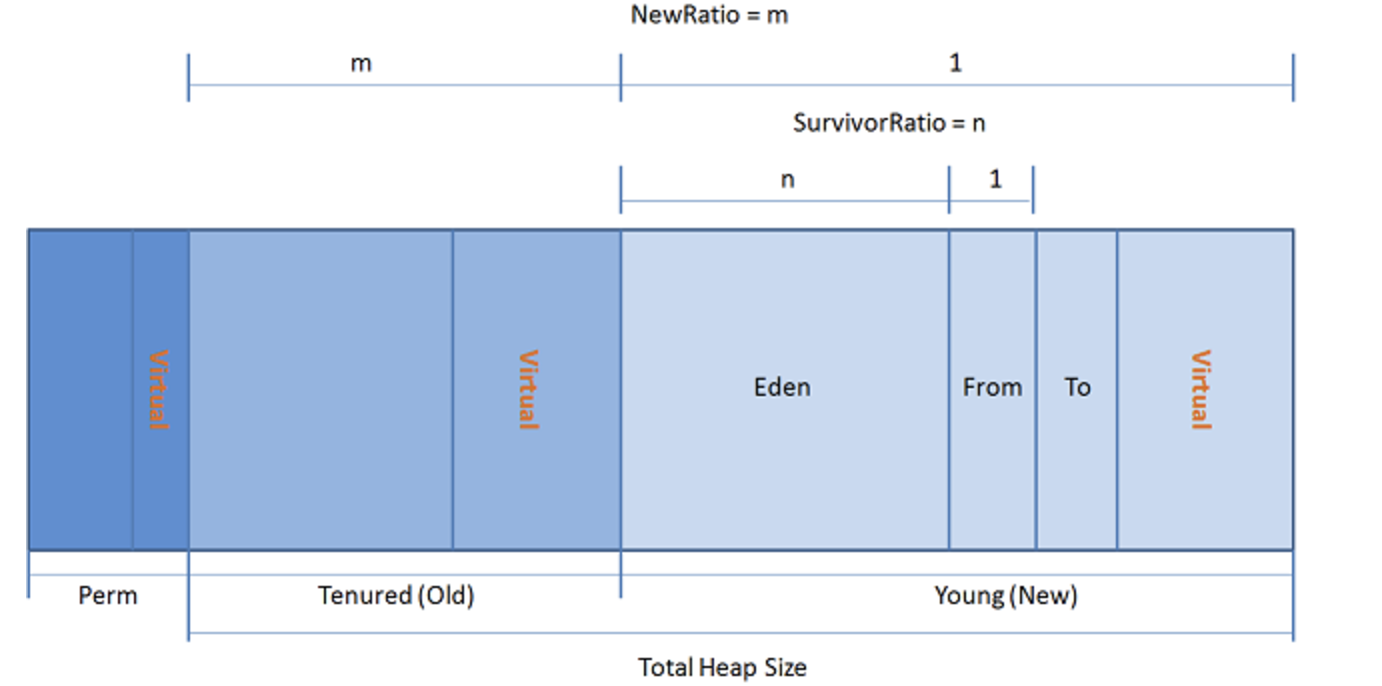 NewRatio = m
m
1
SurvivorRatio = n
n
1
Virtual
Virtual
Eden
From
To
Virtual
Perm
Tenured (Old)
Young (New)
Total Heap Size